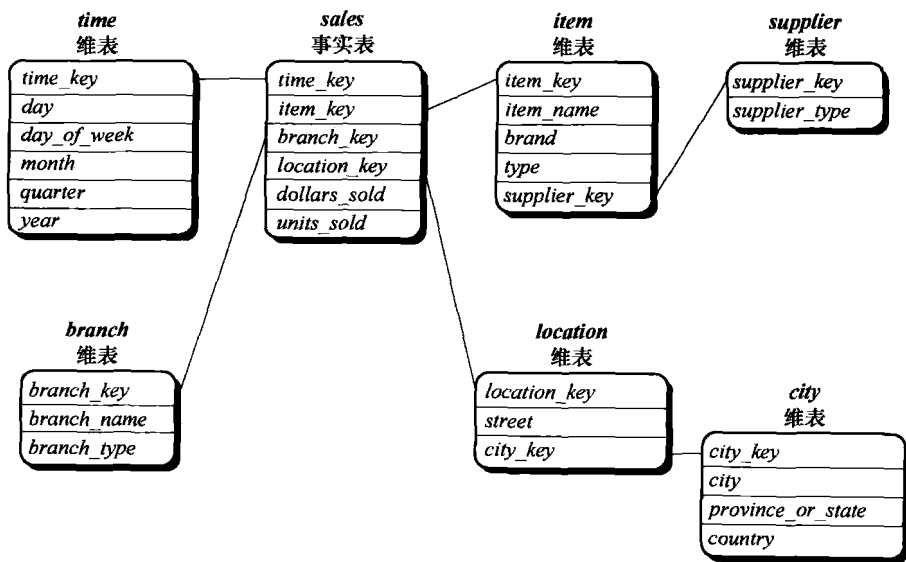 time
维表
time_key
day
day_of_week
month
quarter
year
sales
事实表
time_key
item_key
branch_key
location_key
dollars_sold
units_sold
item
维表
item_key
item_name
brand
type
supplier_key
supplier
维表
supplier_key
supplier_type
branch
维表
branch_key
branch_name
branch_type
location
维表
location_key
street
city_key
city
维表
city_key
city
province_or_state
country